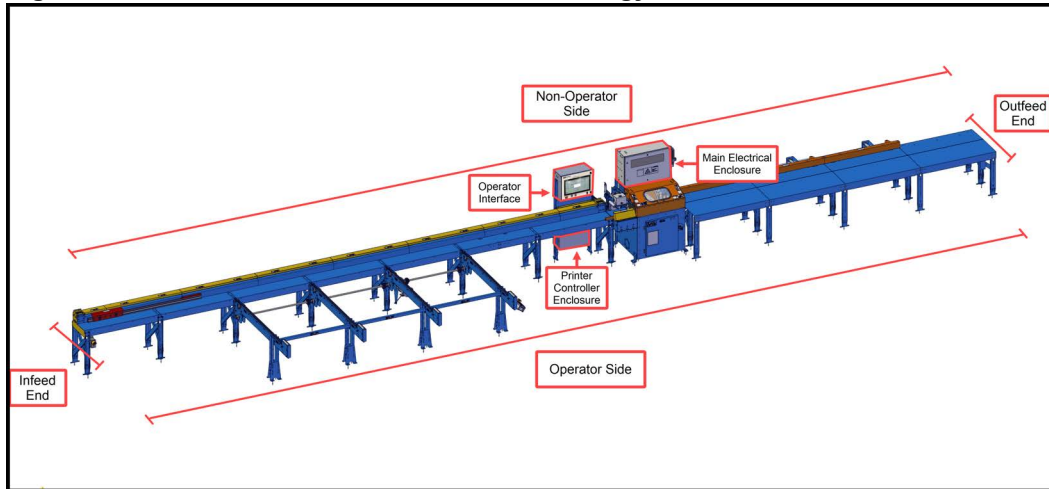 Non-Operator
Side
Outfeed
End
Main Electrical
Enclosure
Operator
Interface
Printer
Controller
Enclosure
Operator Side
Infeed
End